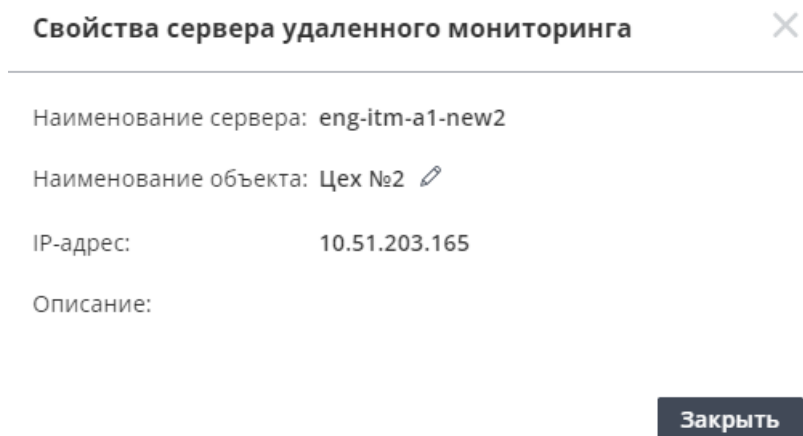 Свойства сервера удаленного мониторинга
Наименование сервера: eng-itm-a1-new2
Наименование объекта: Цех №2
IP-адрес: 10.51.203.165
Описание:
Закрыть